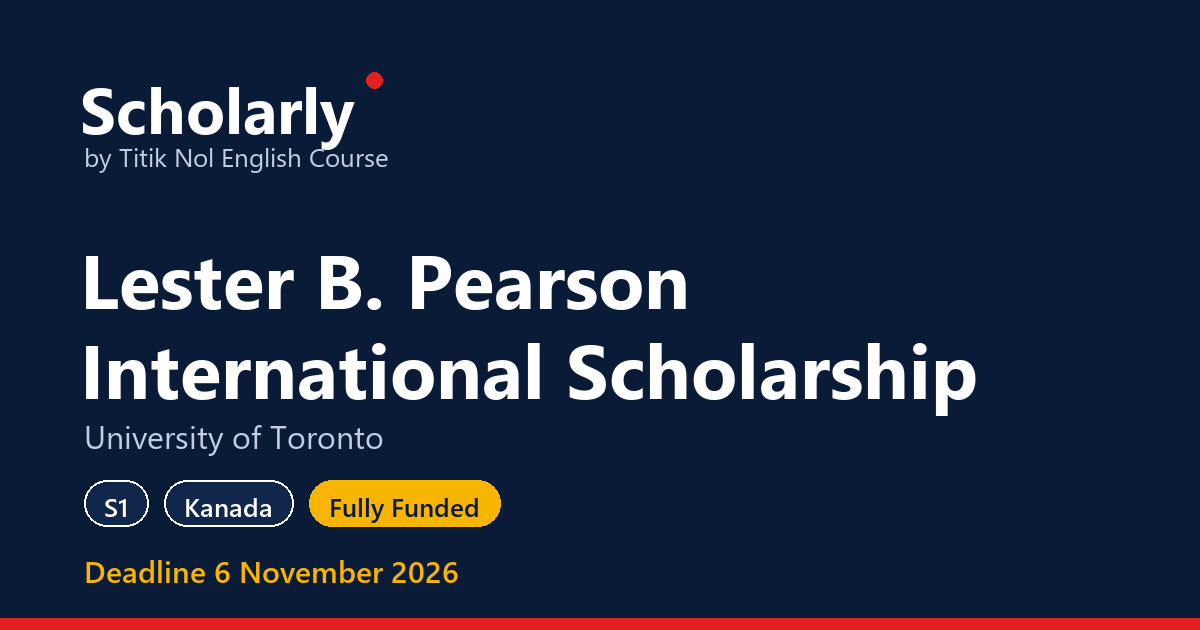 Scholarly
by Titik Nol English Course
Lester B. Pearson
International Scholarship
University of Toronto
S1 Kanada Fully Funded
Deadline 6 November 2026